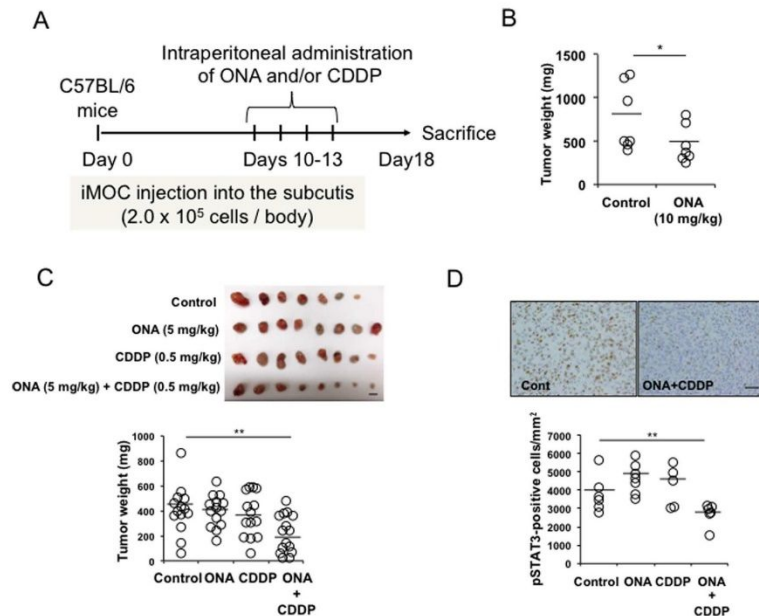 A
C57BL/6
mice
Intraperitoneal administration
of ONA and/or CDDP
Sacrifice
Day 0
Days 10-13
Day18
iMOC injection into the subcutis
(2.0 x 10⁵ cells / body)
B
Tumor weight (mg)
1500
1000
500
0
*
Control
ONA
(10 mg/kg)
C
Control
ONA (5 mg/kg)
CDDP (0.5 mg/kg)
ONA (5 mg/kg) + CDDP (0.5 mg/kg)
Tumor weight (mg)
1000
800
600
400
200
0
**
Control
ONA
CDDP
ONA
+
CDDP
D
Cont
ONA+CDDP
pSTAT3-positive cells/mm²
7000
6000
5000
4000
3000
2000
1000
0
**
Control
ONA
CDDP
ONA
+
CDDP